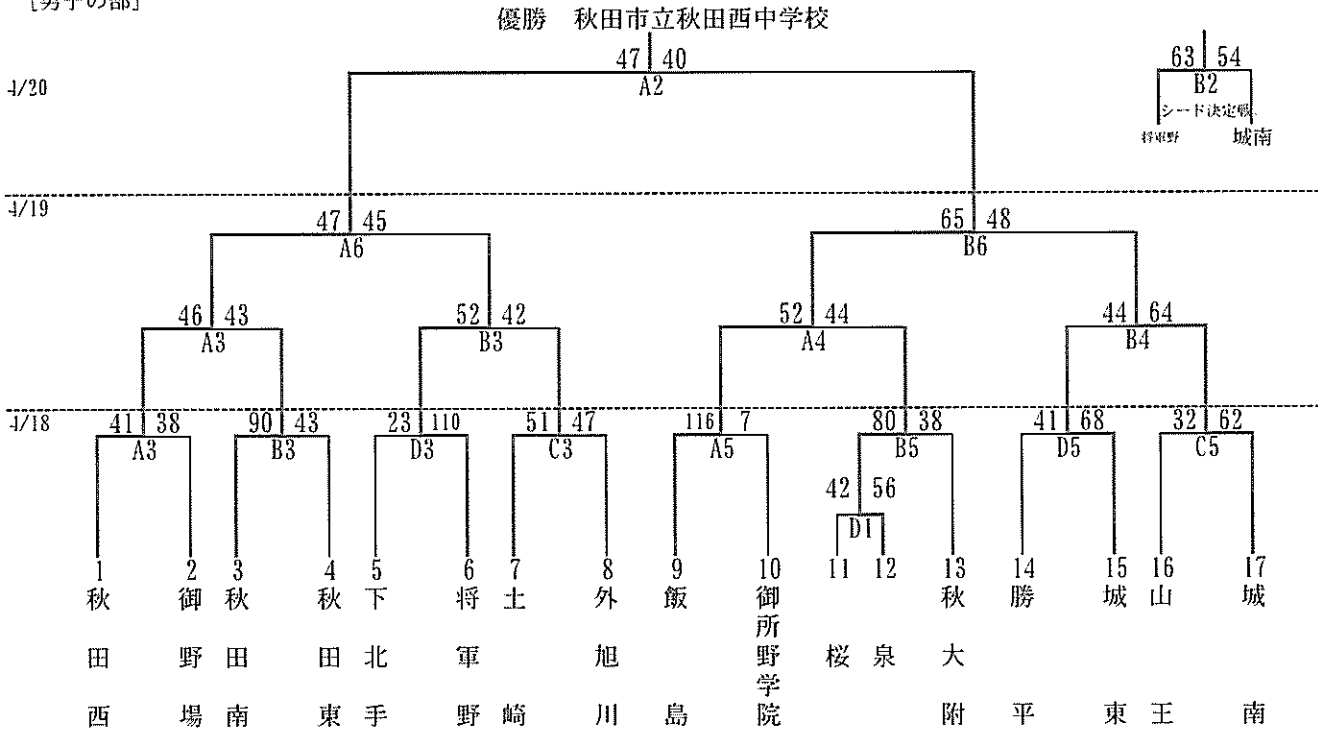 [男子の部]
優勝 秋田市立秋田西中学校
47 40
A2
63 54
B2
シード決定戦
将軍野 城南
4/20
4/19
47 45
A6
65 48
B6
46 43
A3
52 42
B3
52 44
A4
44 64
B4
4/18
41 38
A3
90 43
B3
23 110
D3
51 47
C3
116 7
A5
80 38
B5
41 68
D5
32 62
C5
42 56
D1
1 秋田西
2 御野場
3 秋田南
4 秋田東
5 下北手
6 将軍野
7 土崎
8 外旭川
9 飯島
10 御所野学院
11 桜
12 泉
13 秋大附
14 勝平
15 城東
16 山王
17 城南